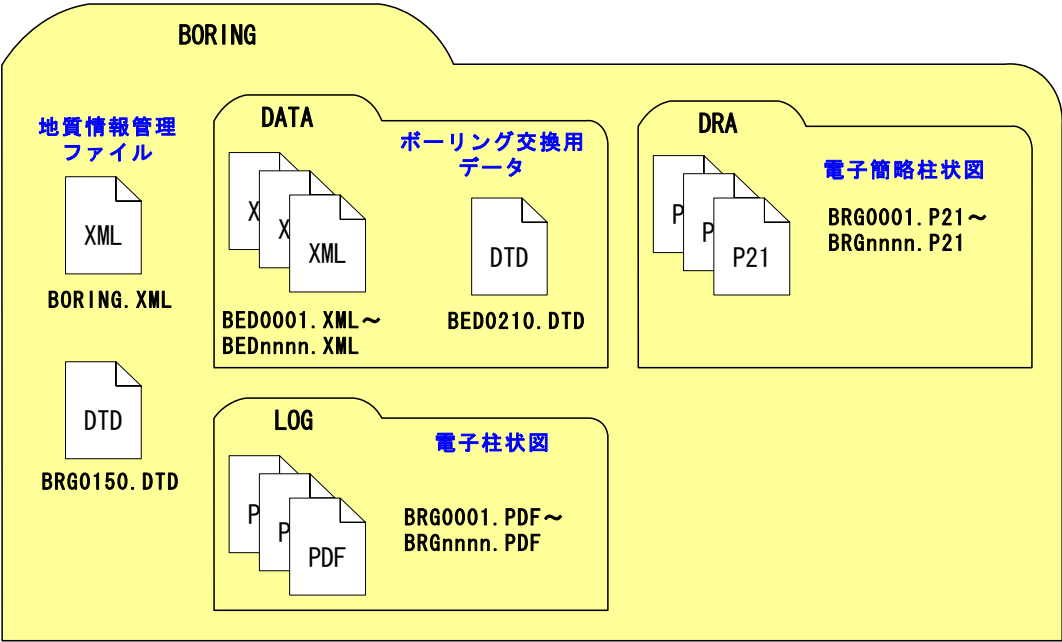 BORING
地質情報管理
ファイル
XML
BORING.XML
DTD
BRG0150.DTD
DATA
ボーリング交換用
データ
X
X
XML
DTD
BED0001.XML～
BEDnnnn.XML
BED0210.DTD
DRA
電子簡略柱状図
P
P
P21
BRG0001.P21～
BRGnnnn.P21
LOG
電子柱状図
P
P
PDF
BRG0001.PDF～
BRGnnnn.PDF